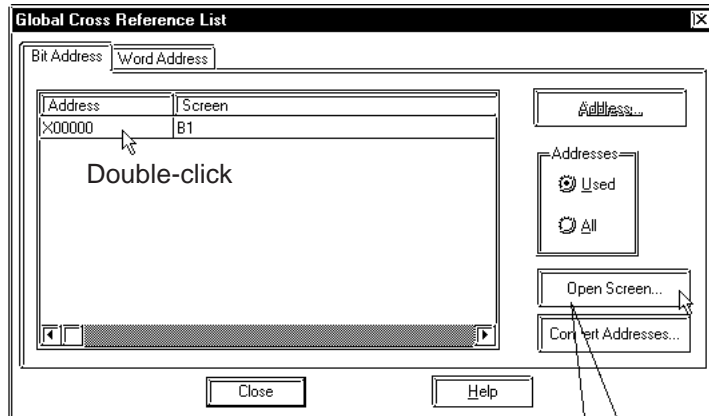 Global Cross Reference List
Bit Address Word Address
Address Screen
X00000 B1
Double-click
Address...
Addresses
Used
All
Open Screen...
Convert Addresses...
Close Help